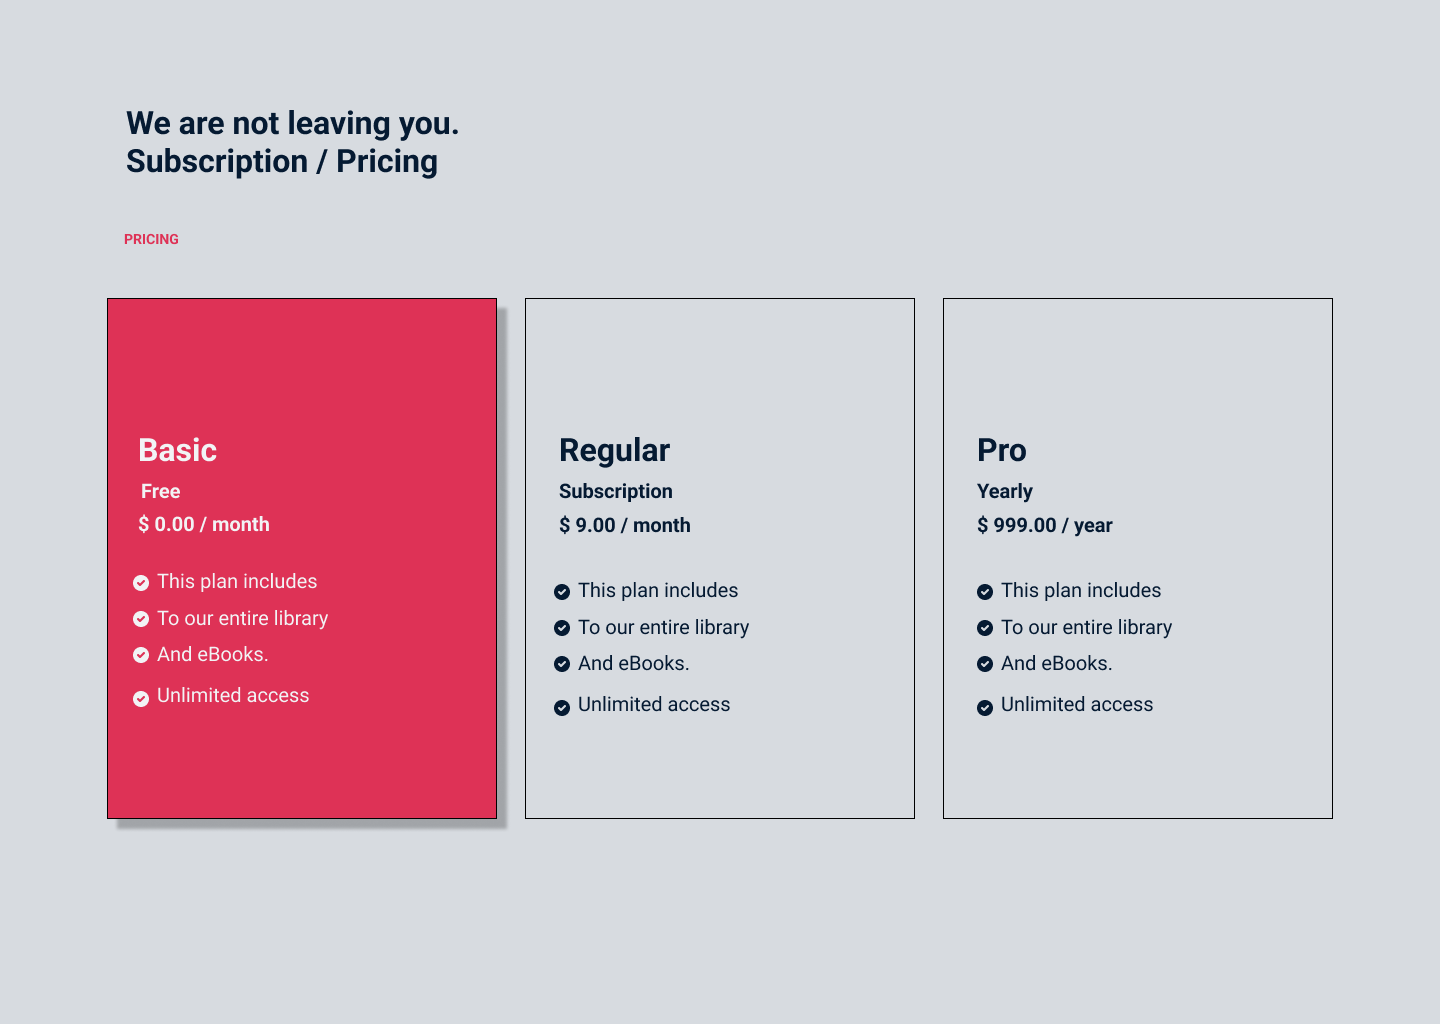 We are not leaving you.
Subscription / Pricing
PRICING
Basic
Free
$ 0.00 / month
This plan includes
To our entire library
And eBooks.
Unlimited access
Regular
Subscription
$ 9.00 / month
This plan includes
To our entire library
And eBooks.
Unlimited access
Pro
Yearly
$ 999.00 / year
This plan includes
To our entire library
And eBooks.
Unlimited access